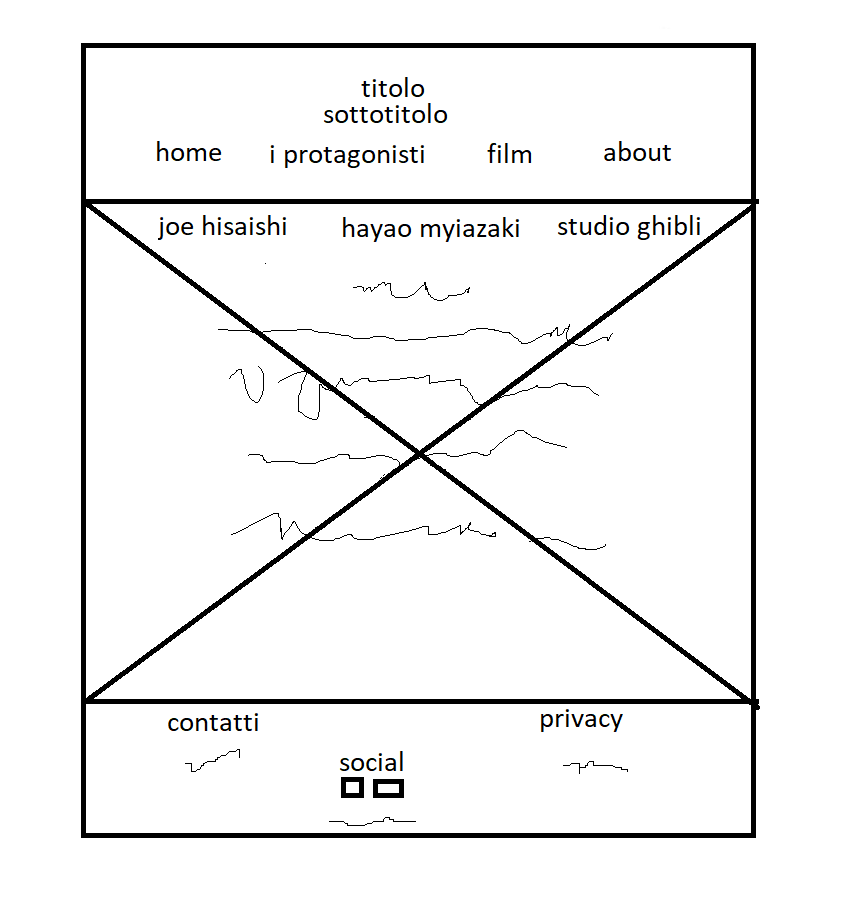 titolo
sottotitolo
home i protagonisti film about
joe hisaishi hayao myiazaki studio ghibli
contatti privacy
social